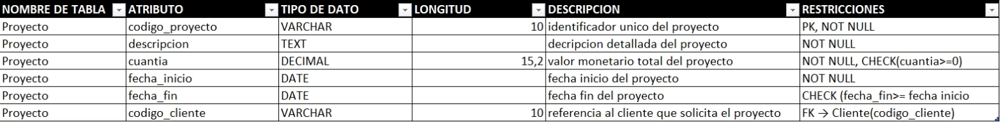 NOMBRE DE TABLA ATRIBUTO TIPO DE DATO LONGITUD DESCRIPCION RESTRICCIONES
Proyecto codigo_proyecto VARCHAR 10 identificador unico del proyecto PK, NOT NULL
Proyecto descripcion TEXT decripcion detallada del proyecto NOT NULL
Proyecto cuantia DECIMAL 15,2 valor monetario total del proyecto NOT NULL, CHECK(cuantia>=0)
Proyecto fecha_inicio DATE fecha inicio del proyecto NOT NULL
Proyecto fecha_fin DATE fecha fin del proyecto CHECK (fecha_fin>= fecha inicio
Proyecto codigo_cliente VARCHAR 10 referencia al cliente que solicita el proyecto FK → Cliente(codigo_cliente)